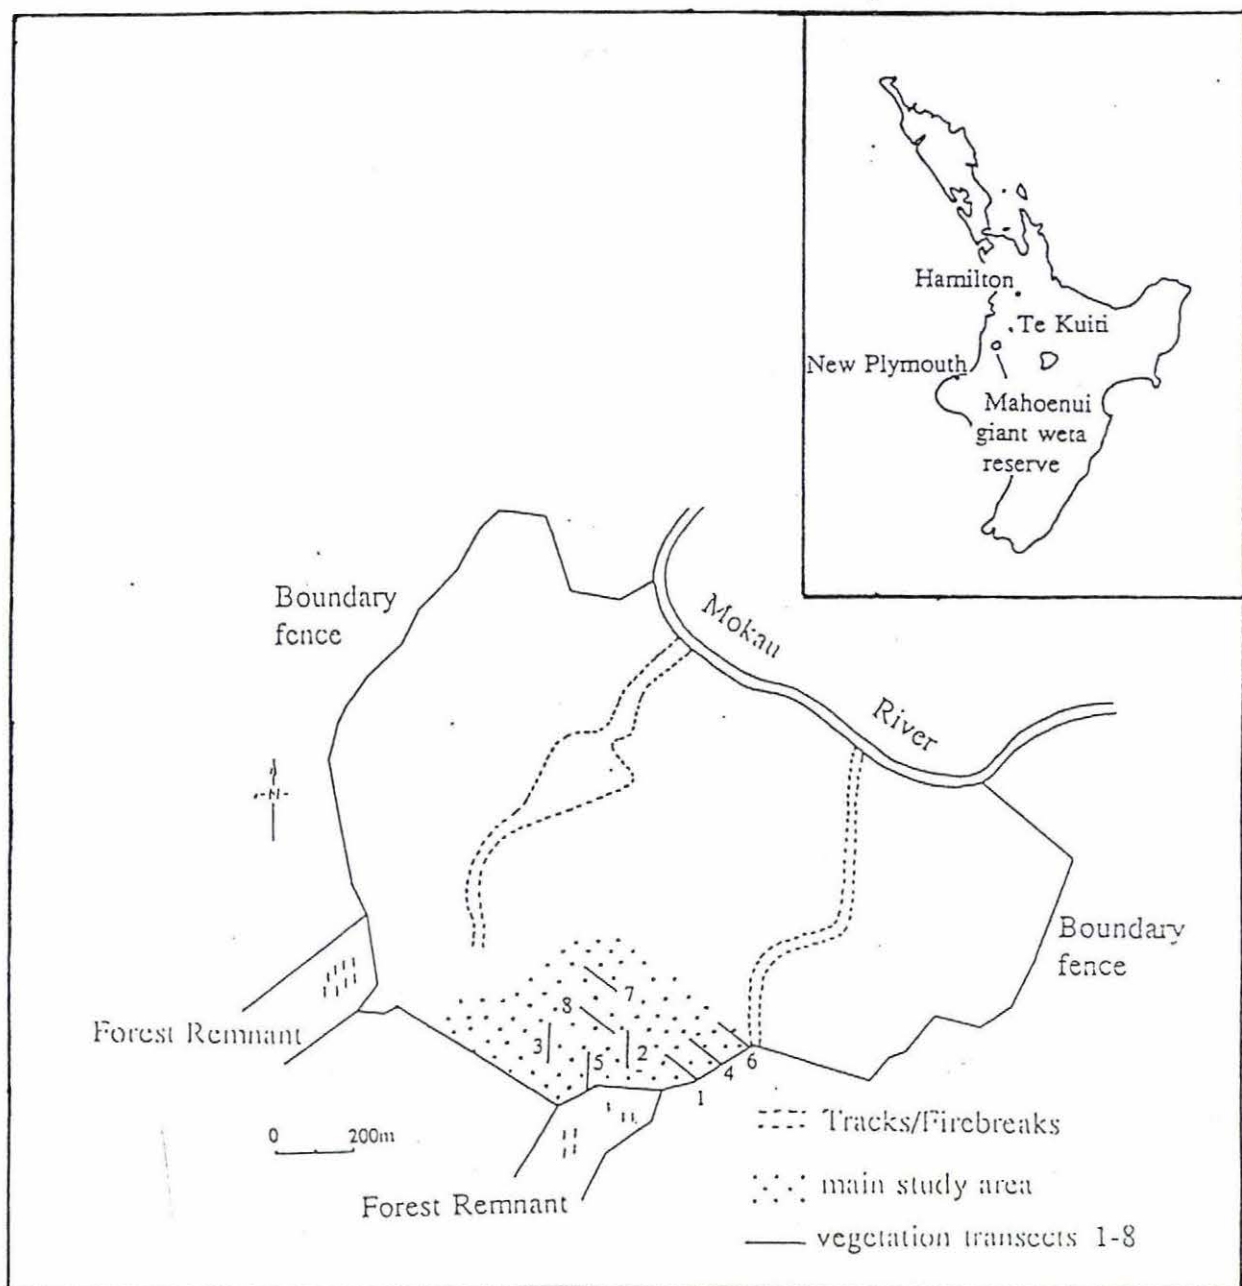 Hamilton
Te Kuiti
New Plymouth
Mahoenui
giant weta
reserve
Boundary
fence
Mokau
River
N
Boundary
fence
Forest Remnant
7
8
3
5
2
6
4
1
0 200m
Forest Remnant
Tracks/Firebreaks
main study area
vegetation transects 1-8